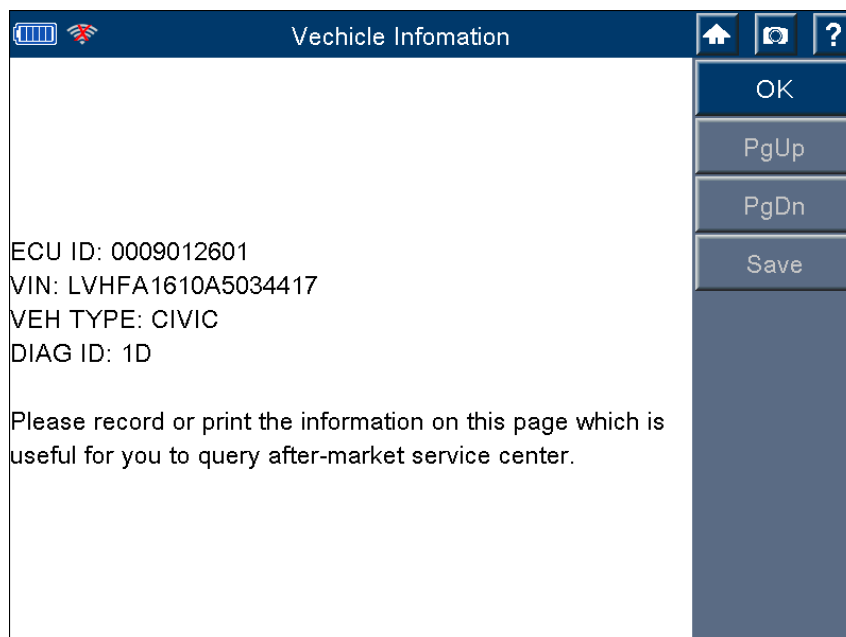 Vechicle Infomation
?
OK
PgUp
PgDn
Save
ECU ID: 0009012601
VIN: LVHFA1610A5034417
VEH TYPE: CIVIC
DIAG ID: 1D
Please record or print the information on this page which is
useful for you to query after-market service center.